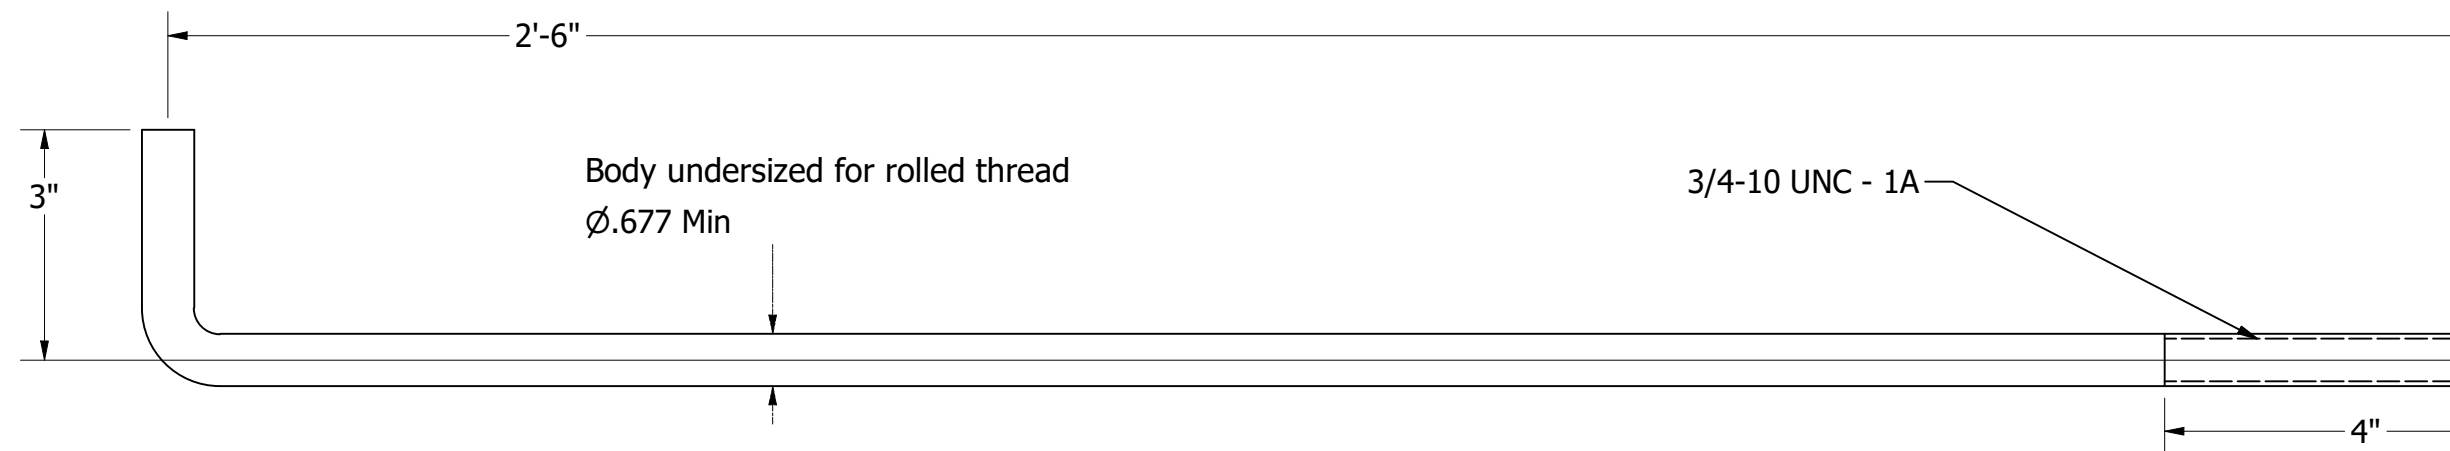 2'-6"
Body undersized for rolled thread
3/4-10 UNC - 1A
3"
Ø.677 Min
4"